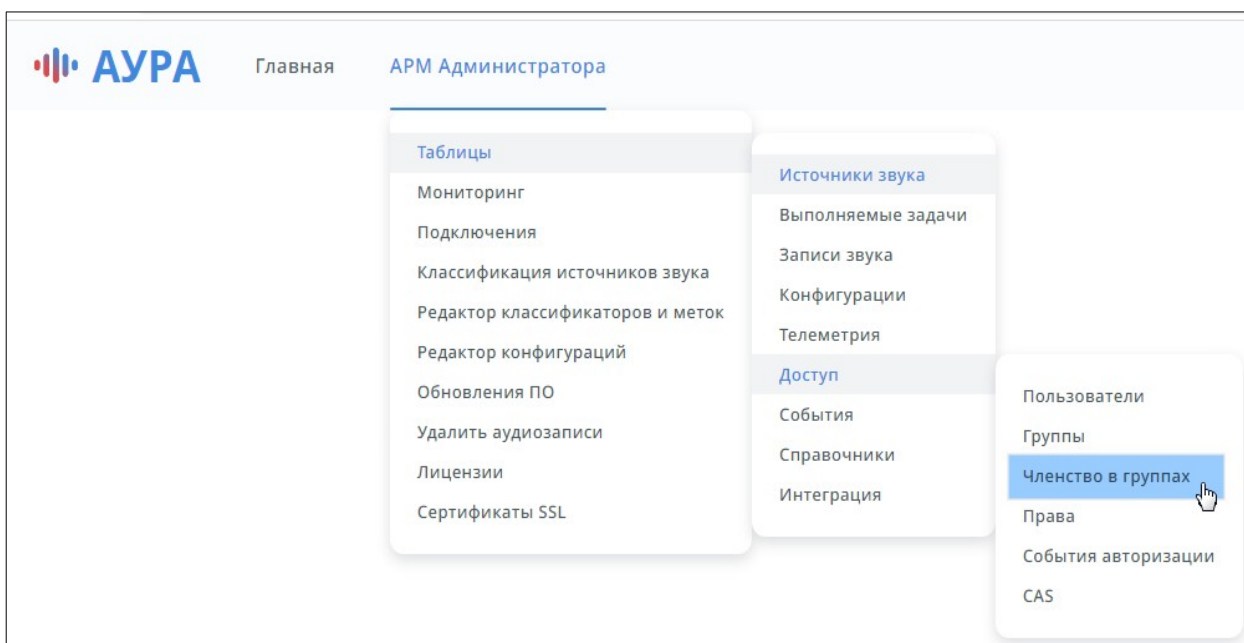 АУРА
Главная
АРМ Администратора
Таблицы
Мониторинг
Подключения
Классификация источников звука
Редактор классификаторов и меток
Редактор конфигураций
Обновления ПО
Удалить аудиозаписи
Лицензии
Сертификаты SSL
Источники звука
Выполняемые задачи
Записи звука
Конфигурации
Телеметрия
Доступ
События
Справочники
Интеграция
Пользователи
Группы
Членство в группах
Права
События авторизации
CAS